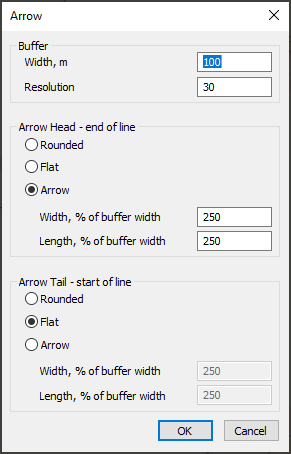 Arrow
Buffer
Width, m 100
Resolution 30
Arrow Head - end of line
Rounded
Flat
Arrow
Width, % of buffer width 250
Length, % of buffer width 250
Arrow Tail - start of line
Rounded
Flat
Arrow
Width, % of buffer width 250
Length, % of buffer width 250
OK Cancel